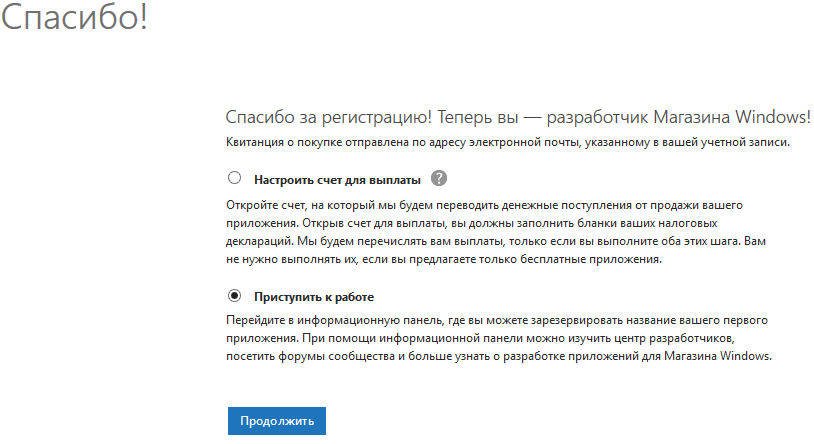 Спасибо!
Спасибо за регистрацию! Теперь вы — разработчик Магазина Windows!
Квитанция о покупке отправлена по адресу электронной почты, указанному в вашей учетной записи.
Настроить счет для выплаты ?
Откройте счет, на который мы будем переводить денежные поступления от продажи вашего
приложения. Открыв счет для выплаты, вы должны заполнить бланки ваших налоговых
деклараций. Мы будем перечислять вам выплаты, только если вы выполните оба этих шага. Вам
не нужно выполнять их, если вы предлагаете только бесплатные приложения.
Приступить к работе
Перейдите в информационную панель, где вы можете зарезервировать название вашего первого
приложения. При помощи информационной панели можно изучить центр разработчиков,
посетить форумы сообщества и больше узнать о разработке приложений для Магазина Windows.
Продолжить